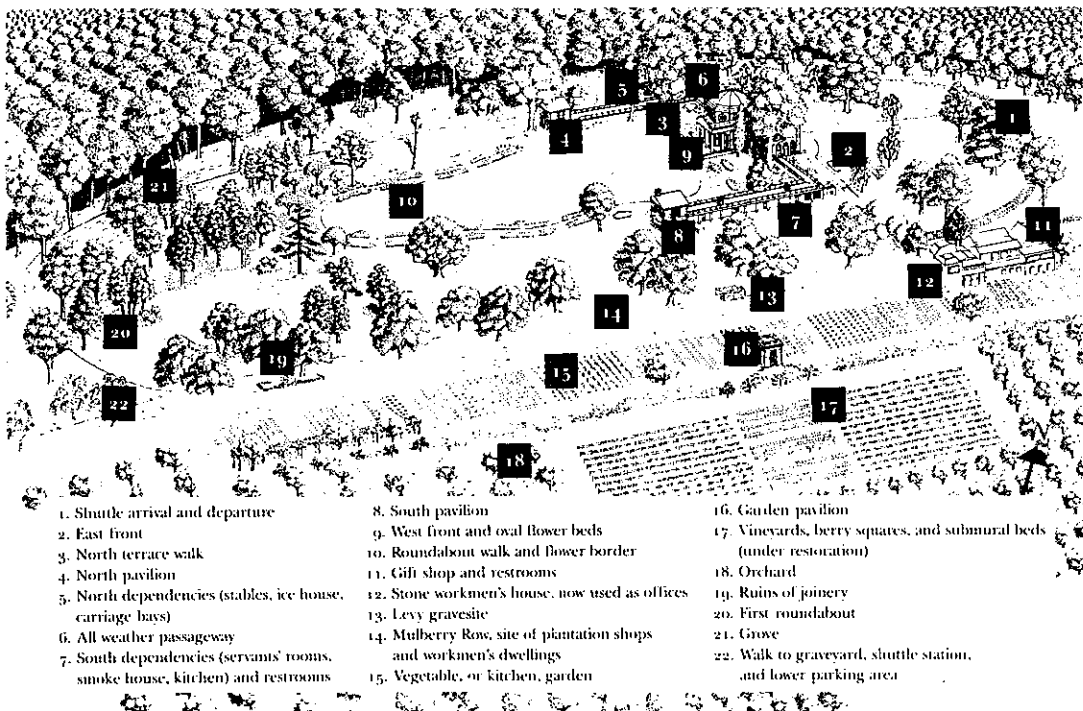 5
6
4
3
1
9
2
21
10
8
7
11
12
13
14
20
19
16
15
22
17
18
N
1. Shuttle arrival and departure
2. East front
3. North terrace walk
4. North pavilion
5. North dependencies (stables, ice house,
carriage bays)
6. All weather passageway
7. South dependencies (servants' rooms,
smoke house, kitchen) and restrooms
8. South pavilion
9. West front and oval flower beds
10. Roundabout walk and flower border
11. Gift shop and restrooms
12. Stone workmen's house, now used as offices
13. Levy gravesite
14. Mulberry Row, site of plantation shops
and workmen's dwellings
15. Vegetable, or kitchen, garden
16. Garden pavilion
17. Vineyards, berry squares, and submural beds
(under restoration)
18. Orchard
19. Ruins of joinery
20. First roundabout
21. Grove
22. Walk to graveyard, shuttle station,
and lower parking area